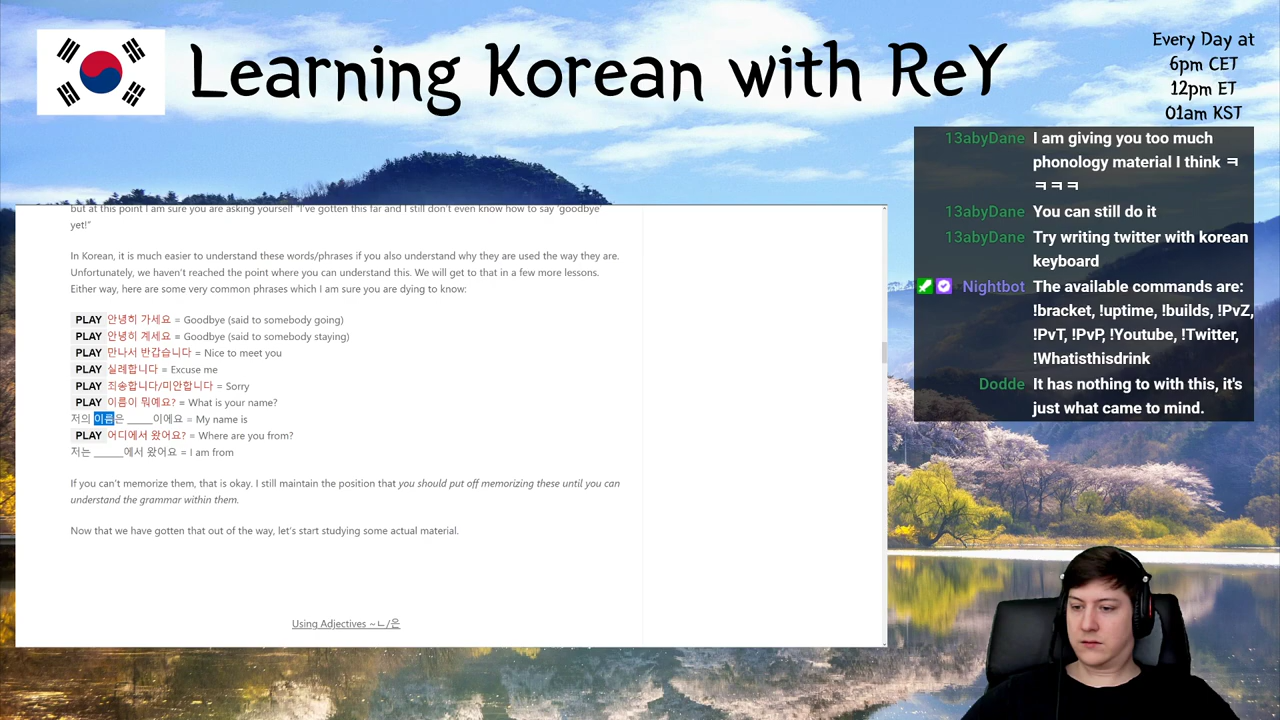 Learning Korean with ReY
Every Day at
6pm CET
12pm ET
01am KST
13abyDane I am giving you too much
phonology material I think ㅋ
ㅋㅋㅋ
13abyDane You can still do it
13abyDane Try writing twitter with korean
keyboard
Nightbot The available commands are:
!bracket, !uptime, !builds, !PvZ,
!PvT, !PvP, !Youtube, !Twitter,
!Whatisthisdrink
Dodde It has nothing to with this, it's
just what came to mind.
but at this point I am sure you are asking yourself "I've gotten this far and I still don't even know how to say 'goodbye'
yet!"
In Korean, it is much easier to understand these words/phrases if you also understand why they are used the way they are.
Unfortunately, we haven't reached the point where you can understand this. We will get to that in a few more lessons.
Either way, here are some very common phrases which I am sure you are dying to know:
PLAY 안녕히 가세요 = Goodbye (said to somebody going)
PLAY 안녕히 계세요 = Goodbye (said to somebody staying)
PLAY 만나서 반갑습니다 = Nice to meet you
PLAY 실례합니다 = Excuse me
PLAY 죄송합니다/미안합니다 = Sorry
PLAY 이름이 뭐예요? = What is your name?
저의 이름은 _____이에요 = My name is
PLAY 어디에서 왔어요? = Where are you from?
저는 ______에서 왔어요 = I am from
If you can't memorize them, that is okay. I still maintain the position that you should put off memorizing these until you can
understand the grammar within them.
Now that we have gotten that out of the way, let's start studying some actual material.
Using Adjectives ~ㄴ/은